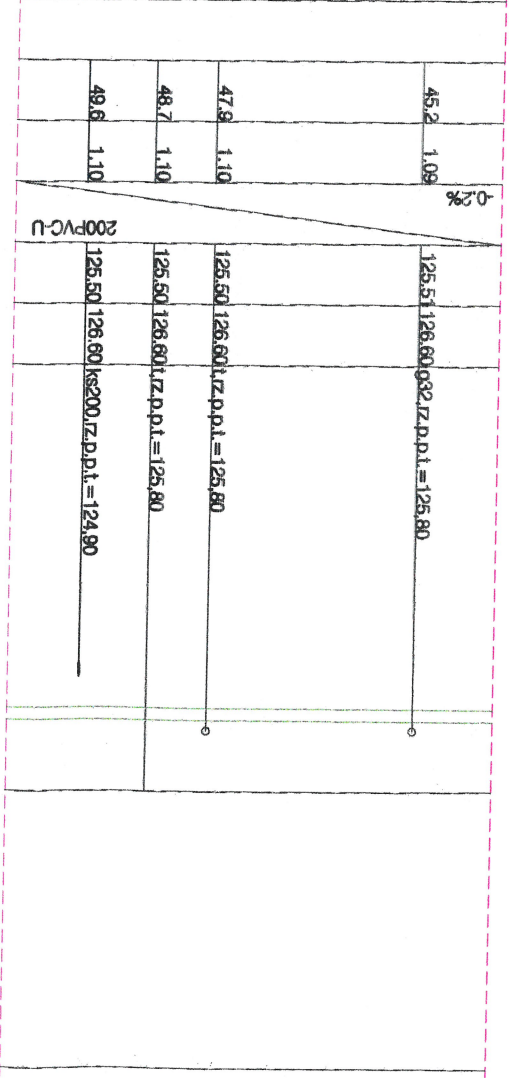 45.2 1.09 125.51 126.60 g32,rz.p.p.t.=125,80
47.9 1.10 125.50 126.60 t,rz.p.p.t.=125,80
48.7 1.10 125.50 126.60 t,rz.p.p.t.=125,80
49.6 1.10 125.50 126.60 ks200,rz.p.p.t.=124,90
-0.2%
200PVC-U